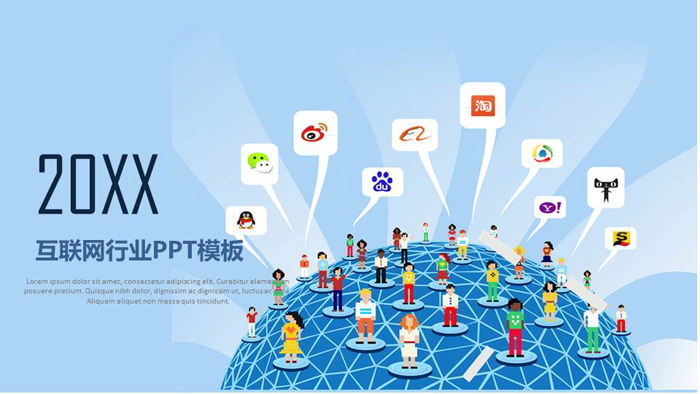 20XX
互联网行业PPT模板
Lorem ipsum dolor sit amet, consectetur adipiscing elit. Curabitur elementum
posuere pretium. Quisque nibh dolor, dignissim ac dignissim ut, luctus ac
Aliquam aliquet non massa quis tincidunt.
淘
du
Y!
S